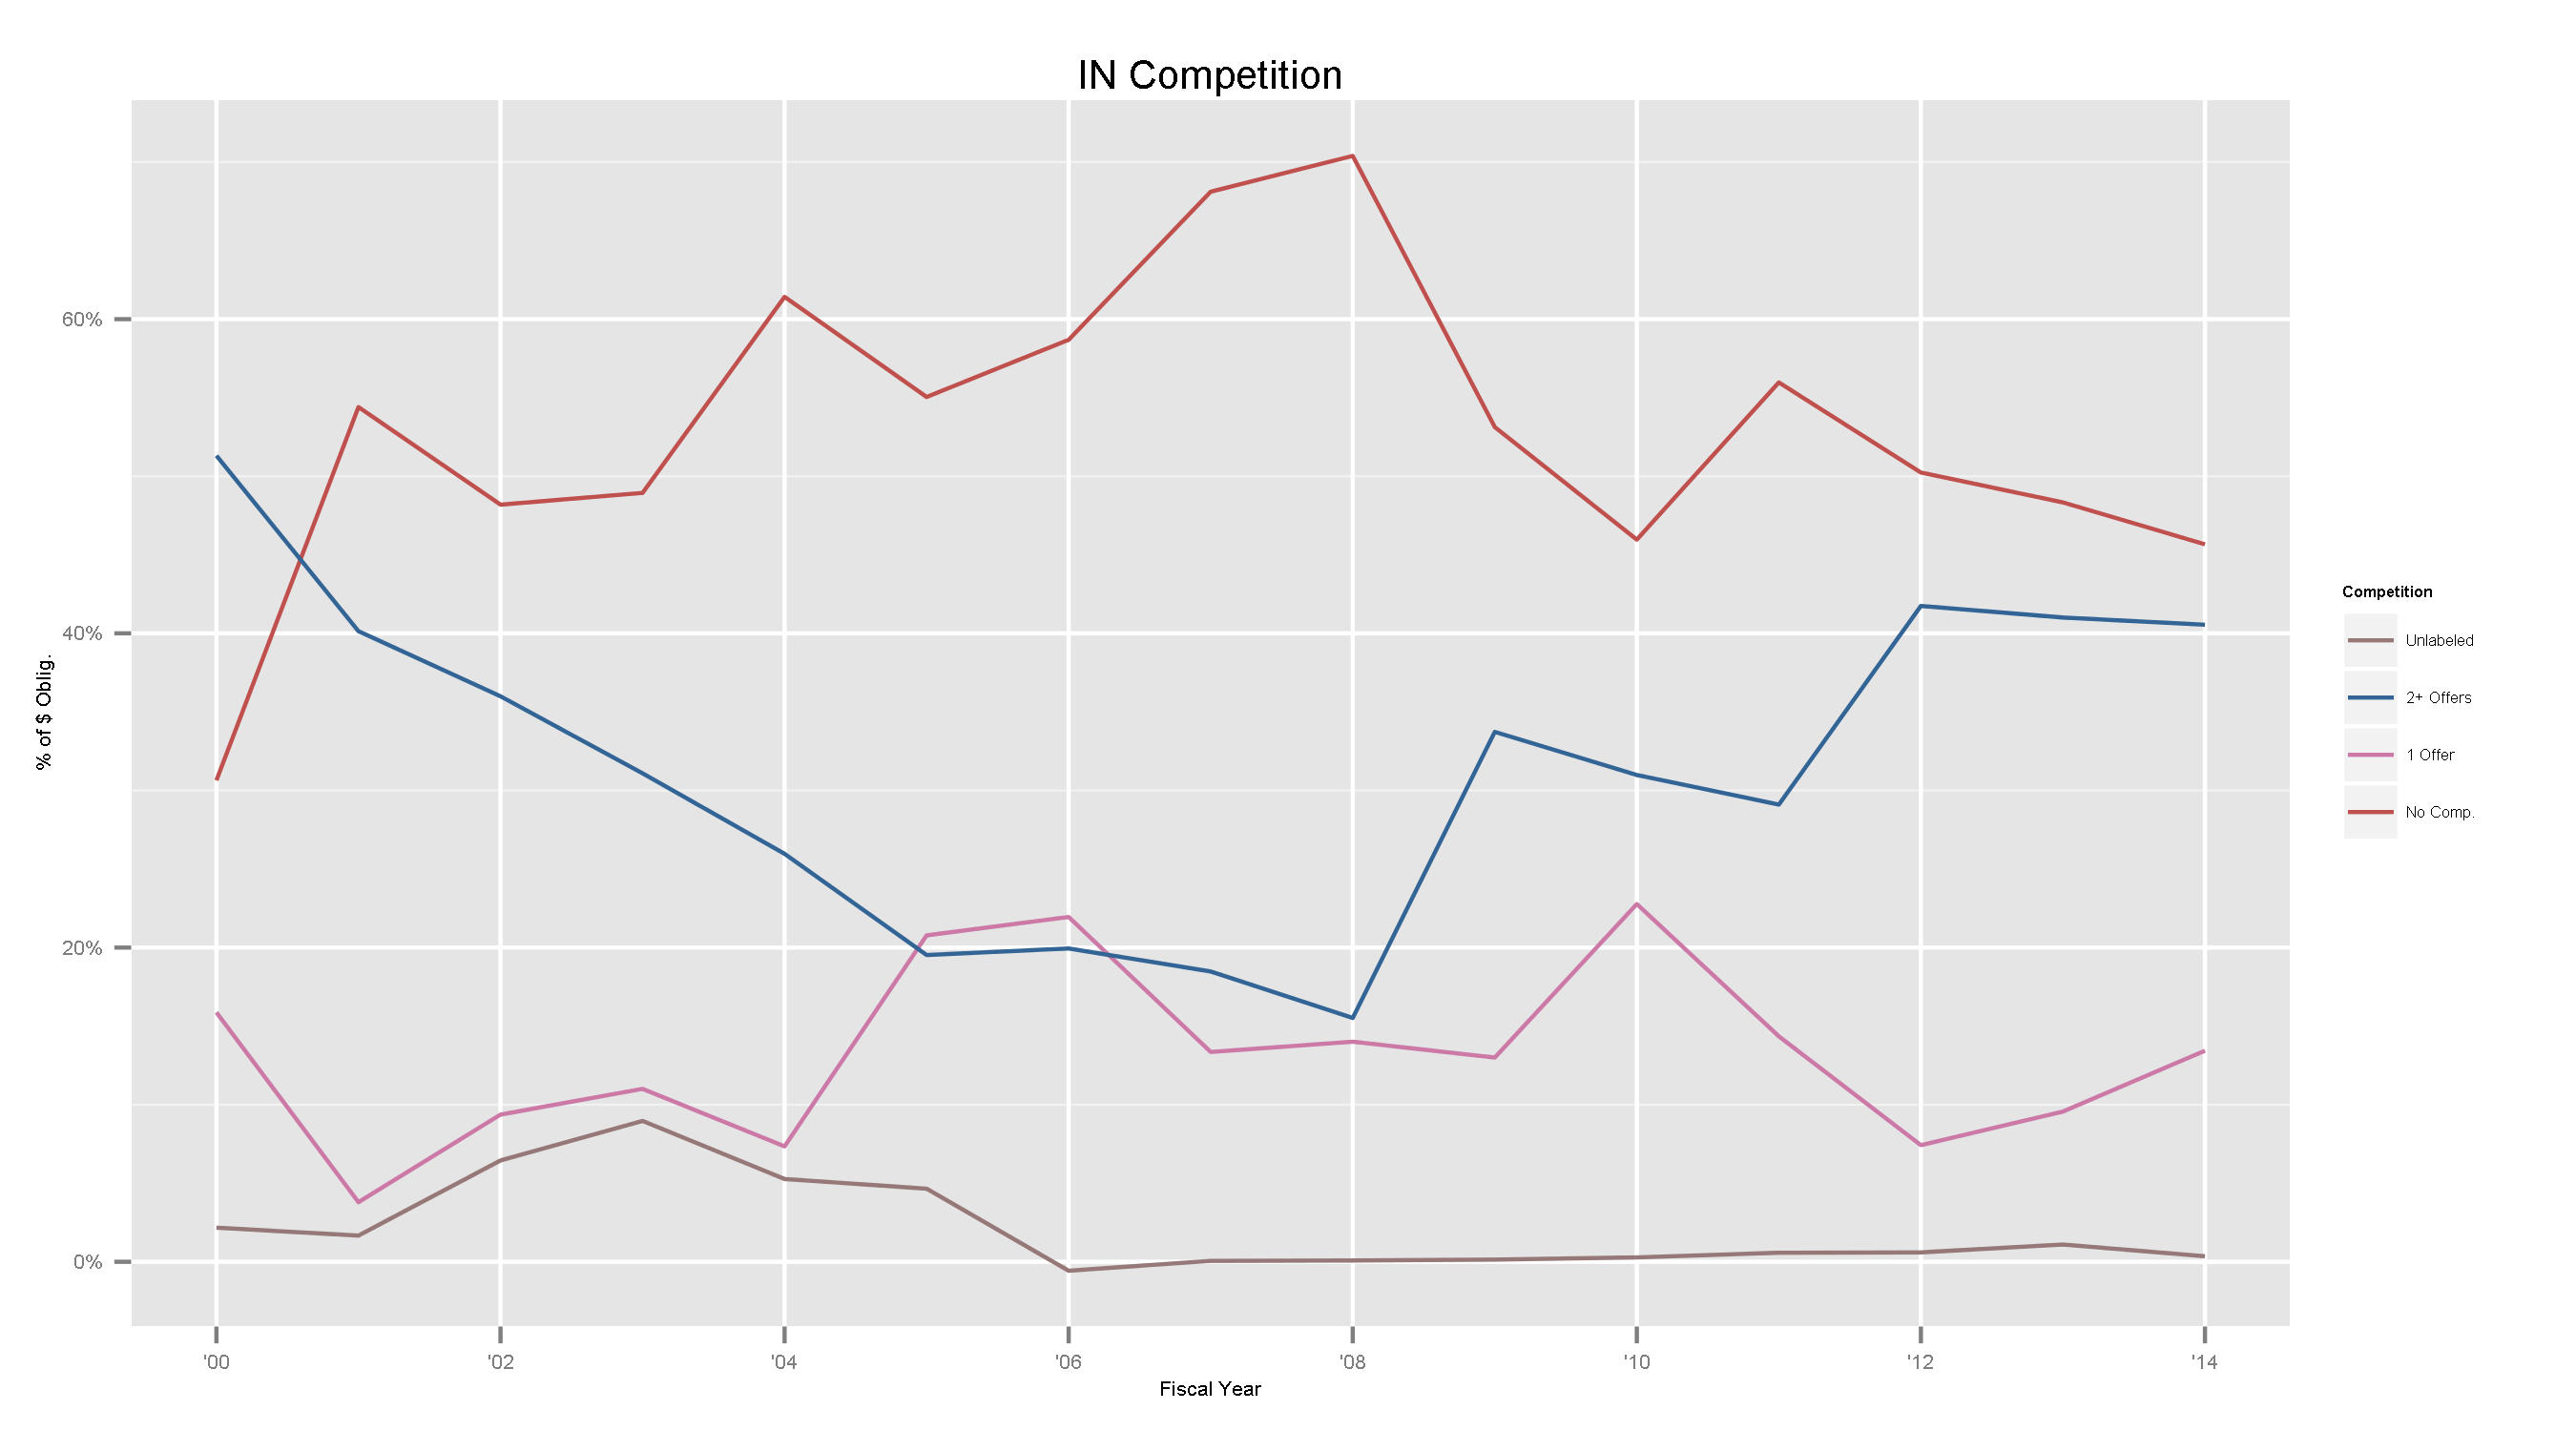 IN Competition
60%
40%
20%
0%
% of $ Oblig.
'00 '02 '04 '06 '08 '10 '12 '14
Fiscal Year
Competition
Unlabeled
2+ Offers
1 Offer
No Comp.